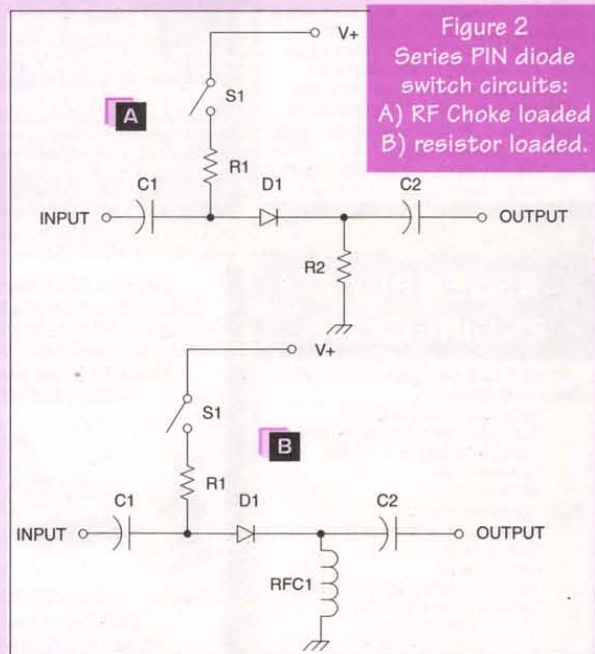 Figure 2
Series PIN diode
switch circuits:
A) RF Choke loaded
B) resistor loaded.
V+
S1
A
R1
C1
D1
C2
INPUT
OUTPUT
R2
V+
S1
B
R1
C1
D1
C2
INPUT
OUTPUT
RFC1